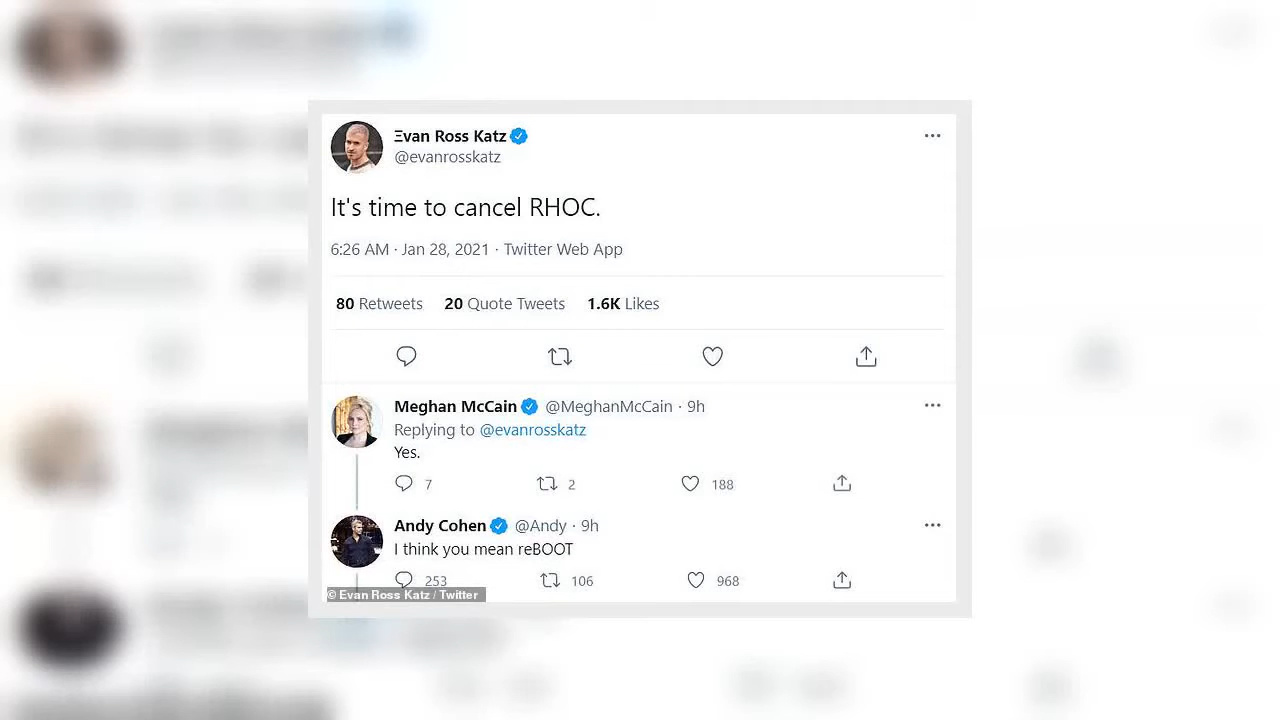 Ξvan Ross Katz
@evanrosskatz
It's time to cancel RHOC.
6:26 AM · Jan 28, 2021 · Twitter Web App
80 Retweets 20 Quote Tweets 1.6K Likes
Meghan McCain @MeghanMcCain · 9h
Replying to @evanrosskatz
Yes.
7 2 188
Andy Cohen @Andy · 9h
I think you mean reBOOT
253 106 968
© Evan Ross Katz / Twitter